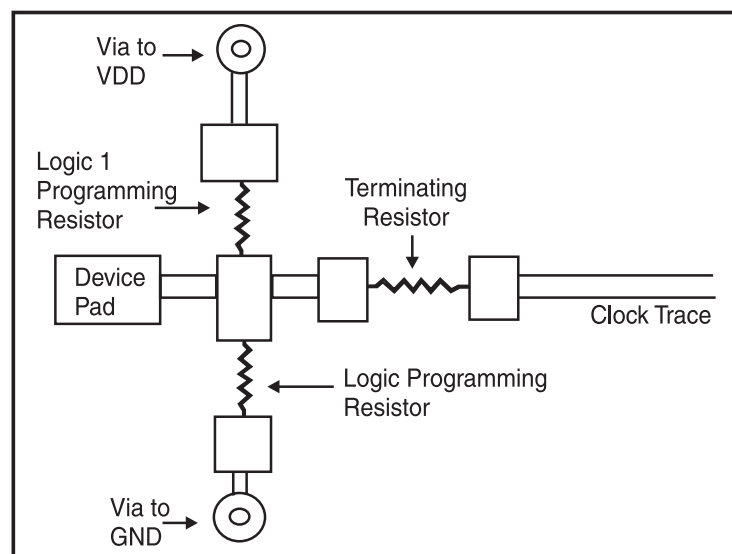 Via to
VDD
Logic 1
Programming
Resistor
Terminating
Resistor
Device
Pad
Clock Trace
Logic Programming
Resistor
Via to
GND